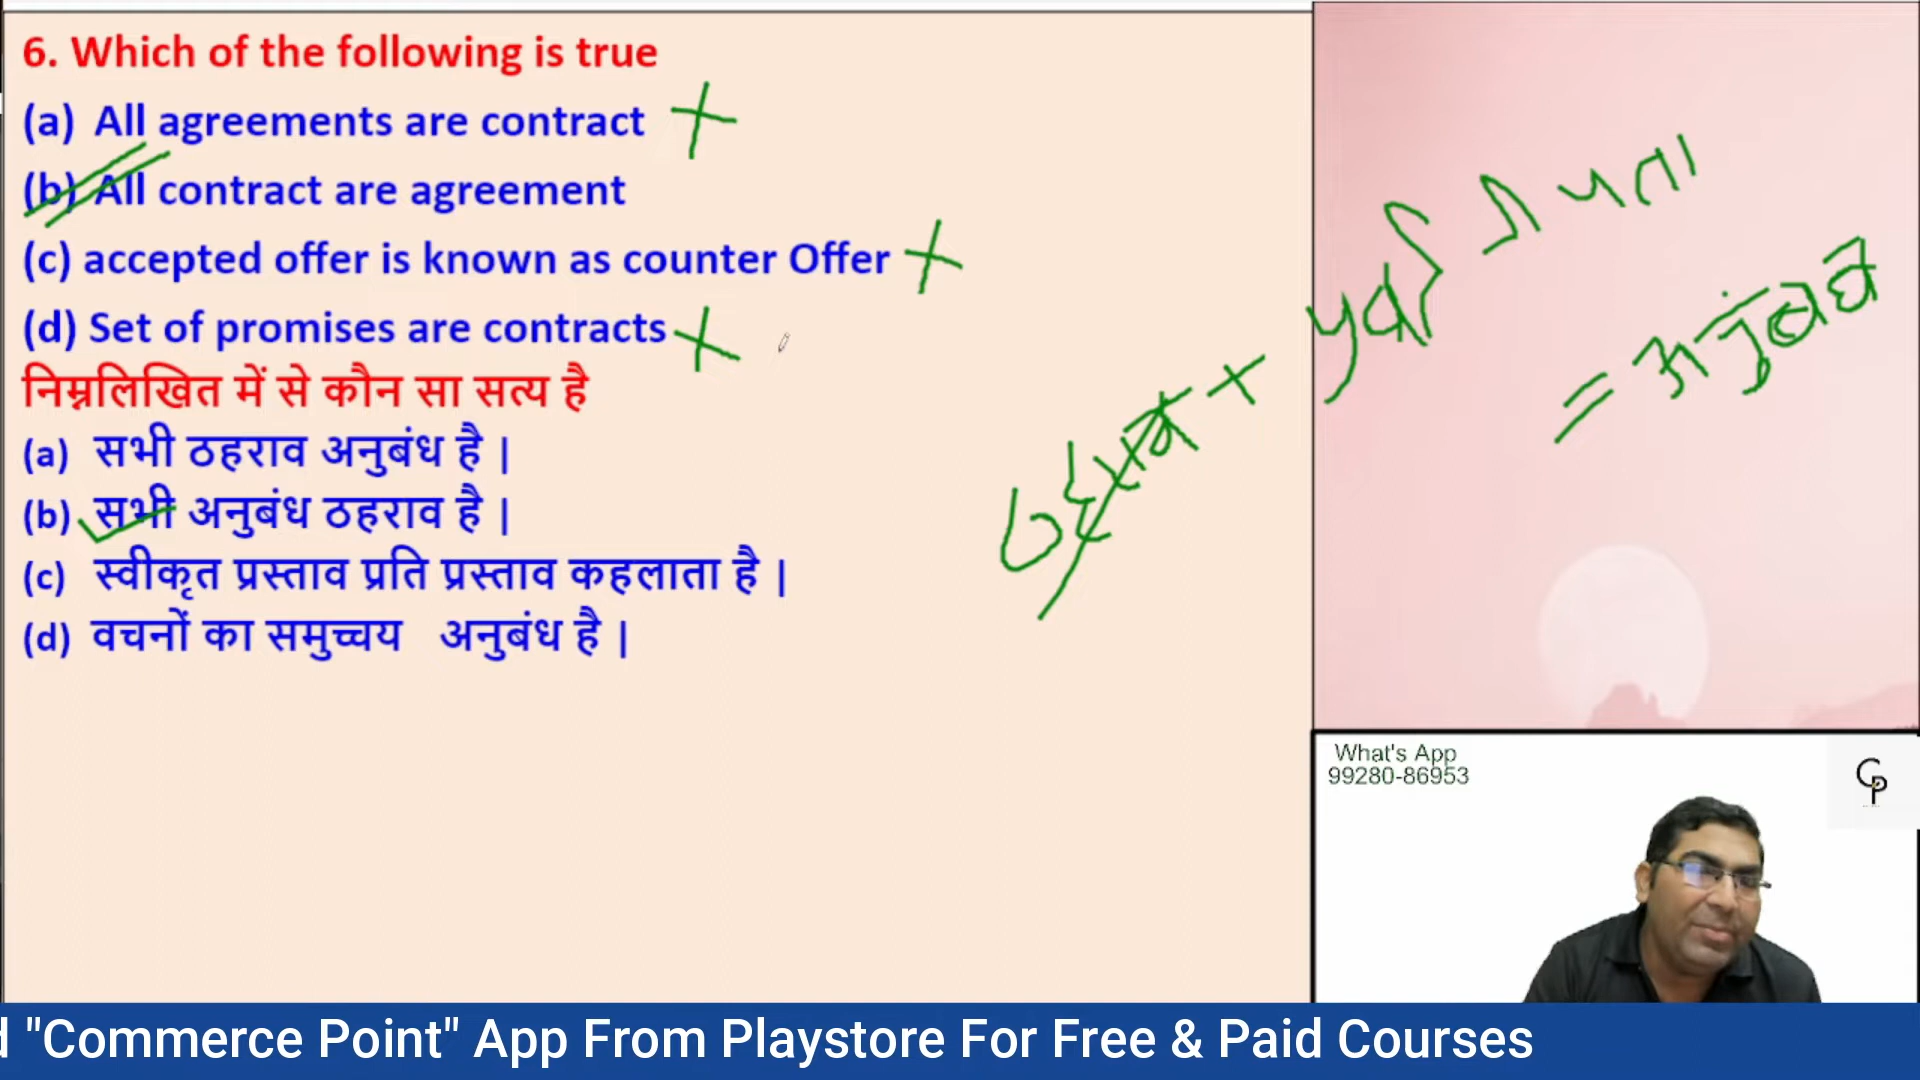 6. Which of the following is true
(a) All agreements are contract
(b) All contract are agreement
(c) accepted offer is known as counter Offer
(d) Set of promises are contracts
निम्नलिखित में से कौन सा सत्य है
(a) सभी ठहराव अनुबंध है |
(b) सभी अनुबंध ठहराव है |
(c) स्वीकृत प्रस्ताव प्रति प्रस्ताव कहलाता है |
(d) वचनों का समुच्चय अनुबंध है |
What's App
99280-86953
CP
"Commerce Point" App From Playstore For Free & Paid Courses